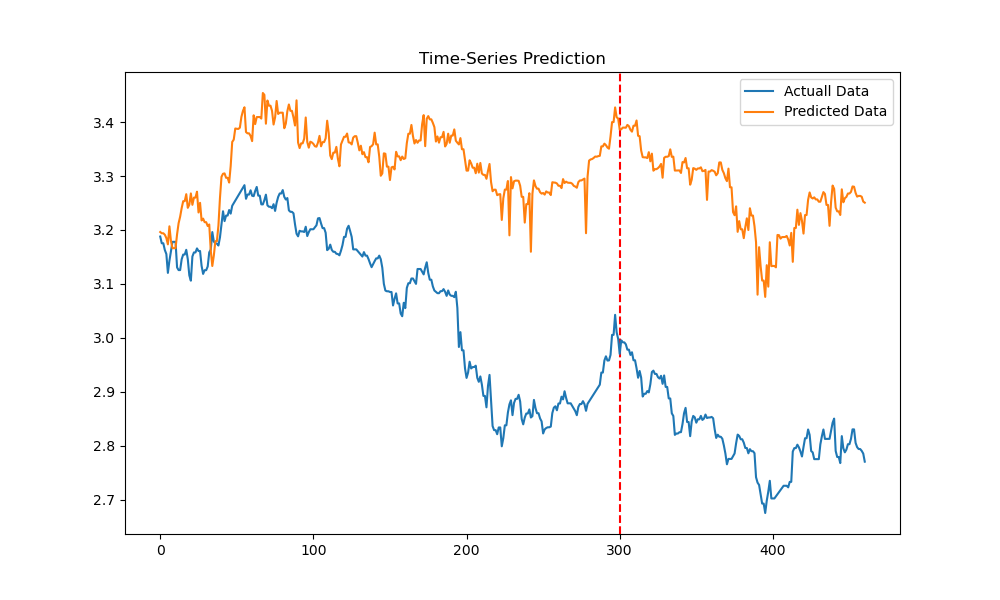 Time-Series Prediction
Actuall Data
Predicted Data
3.4
3.3
3.2
3.1
3.0
2.9
2.8
2.7
0 100 200 300 400